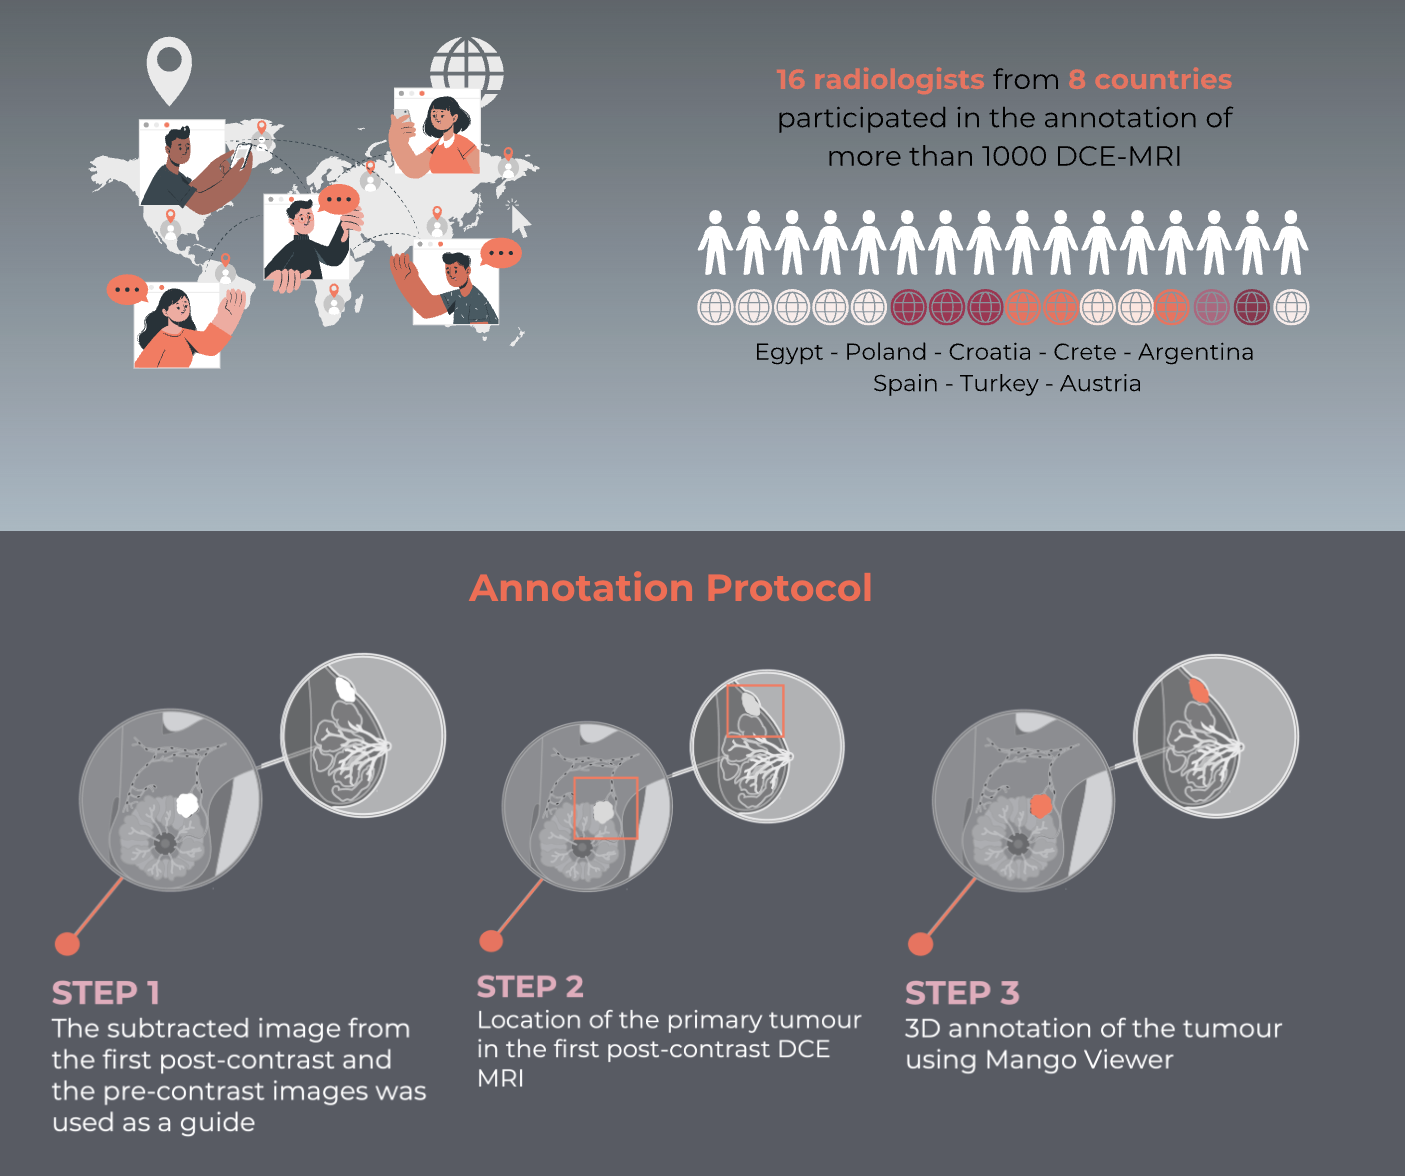 16 radiologists from 8 countries
participated in the annotation of
more than 1000 DCE-MRI
Egypt - Poland - Croatia - Crete - Argentina
Spain - Turkey - Austria
Annotation Protocol
STEP 1
The subtracted image from
the first post-contrast and
the pre-contrast images was
used as a guide
STEP 2
Location of the primary tumour
in the first post-contrast DCE
MRI
STEP 3
3D annotation of the tumour
using Mango Viewer